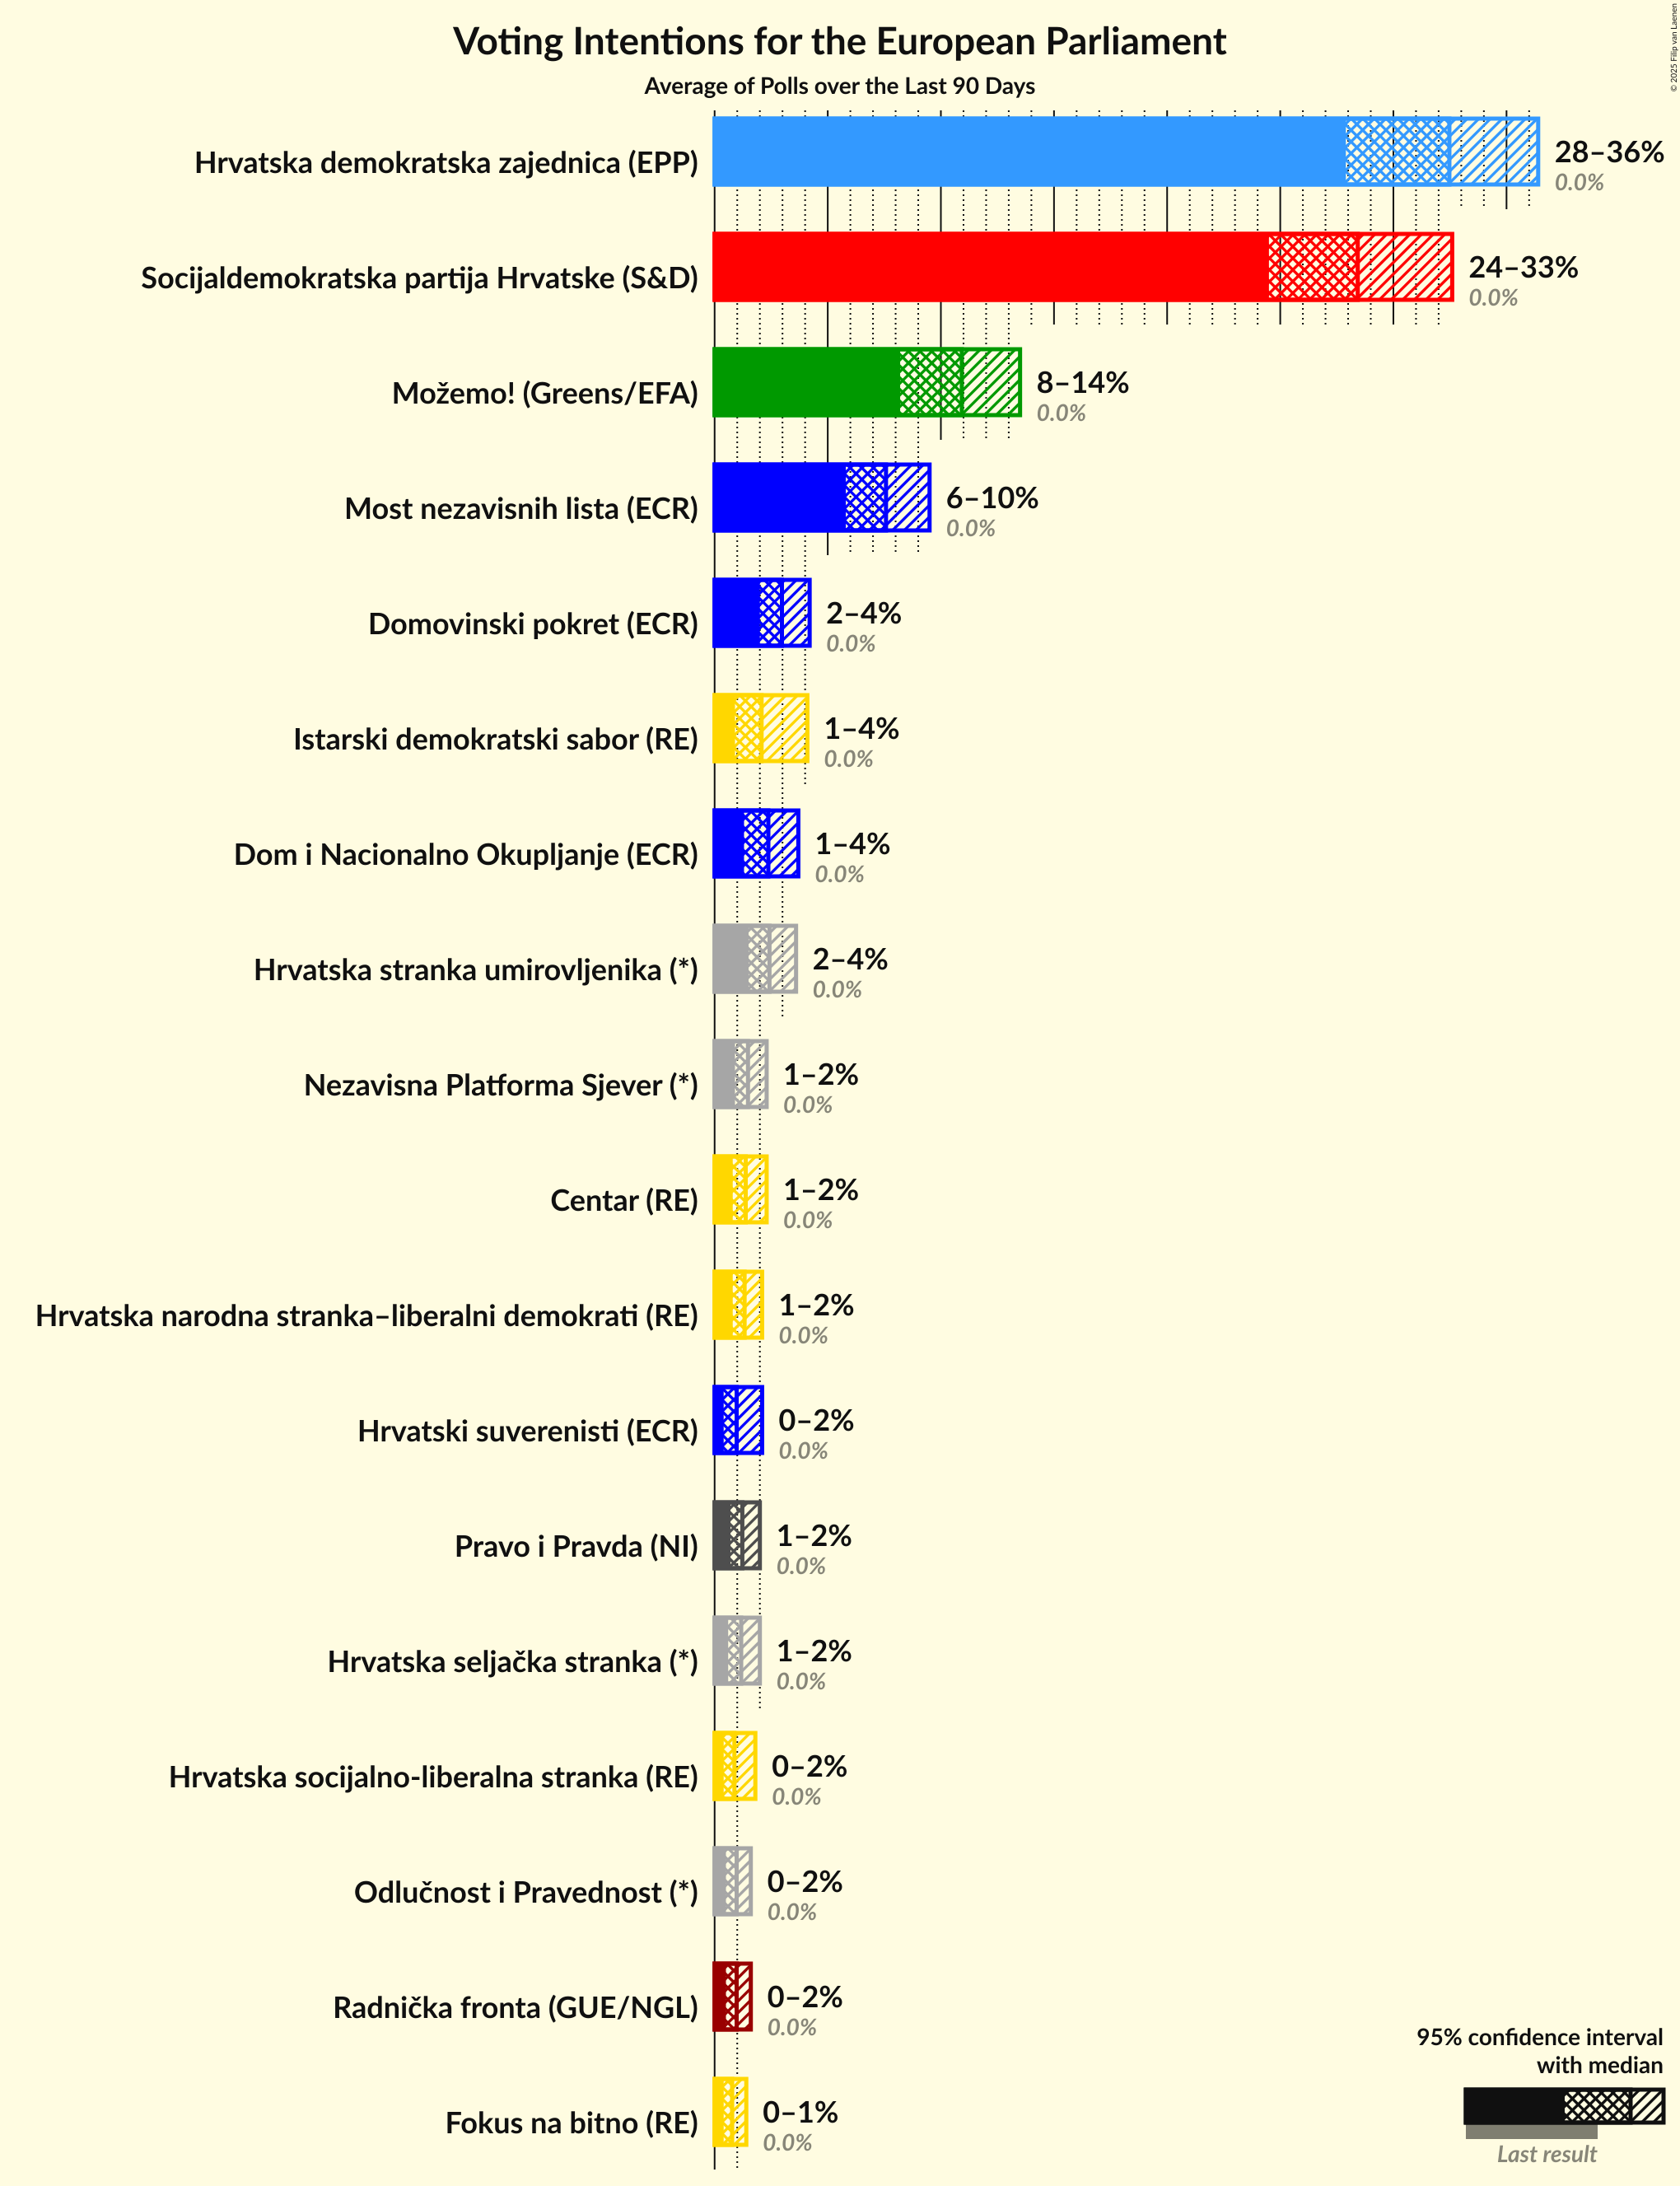 Voting Intentions for the European Parliament
Average of Polls over the Last 90 Days
© 2025 Filip van Laenen
Hrvatska demokratska zajednica (EPP)
28–36%
0.0%
Socijaldemokratska partija Hrvatske (S&D)
24–33%
0.0%
Možemo! (Greens/EFA)
8–14%
0.0%
Most nezavisnih lista (ECR)
6–10%
0.0%
Domovinski pokret (ECR)
2–4%
0.0%
Istarski demokratski sabor (RE)
1–4%
0.0%
Dom i Nacionalno Okupljanje (ECR)
1–4%
0.0%
Hrvatska stranka umirovljenika (*)
2–4%
0.0%
Nezavisna Platforma Sjever (*)
1–2%
0.0%
Centar (RE)
1–2%
0.0%
Hrvatska narodna stranka–liberalni demokrati (RE)
1–2%
0.0%
Hrvatski suverenisti (ECR)
0–2%
0.0%
Pravo i Pravda (NI)
1–2%
0.0%
Hrvatska seljačka stranka (*)
1–2%
0.0%
Hrvatska socijalno-liberalna stranka (RE)
0–2%
0.0%
Odlučnost i Pravednost (*)
0–2%
0.0%
Radnička fronta (GUE/NGL)
0–2%
0.0%
Fokus na bitno (RE)
0–1%
0.0%
95% confidence interval
with median
Last result